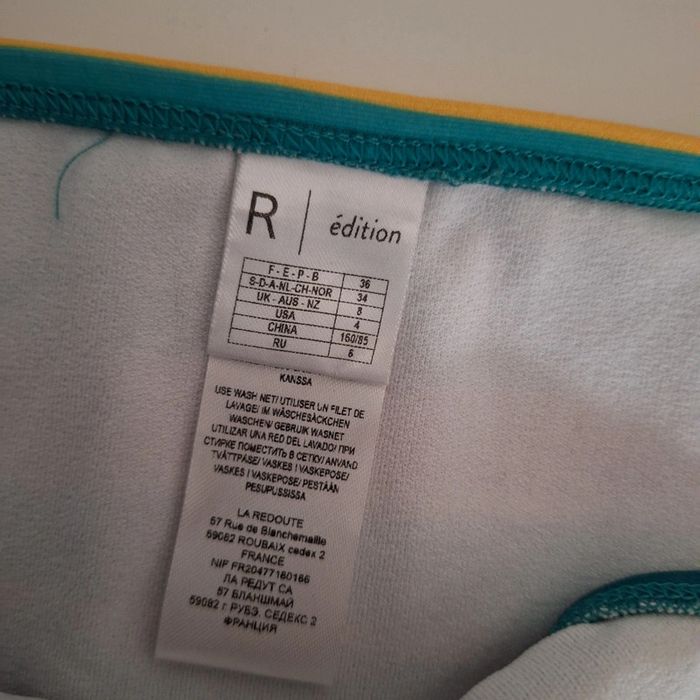 R | édition
F - E - P - B 36
S-D-A-NL-CH-NOR 34
UK - AUS - NZ 8
USA 4
CHINA 160/85
RU 6
KANSSA
USE WASH NET/ UTILISER UN FILET DE
LAVAGE/ IM WÄSCHESÄCKCHEN
WASCHEN/ GEBRUIK WASNET
UTILIZAR UNA RED DEL LAVADO/ ПРИ
СТИРКЕ ПОМЕСТИТЬ В СЕТКУ/ ANVAND
TVÄTTPÅSE/ VASKES I VASKEPOSE/
VASKES I VASKEPOSE/ PESTÄÄN
PESUPUSSISSA
LA REDOUTE
57 Rue de Blanchemaille
59082 ROUBAIX cedex 2
FRANCE
NIF FR20477180186
ЛА РЕДУТ СА
57 БЛАНШМАЙ
59082 г. РУБЭ. СЕДЕКС 2
ФРАНЦИЯ